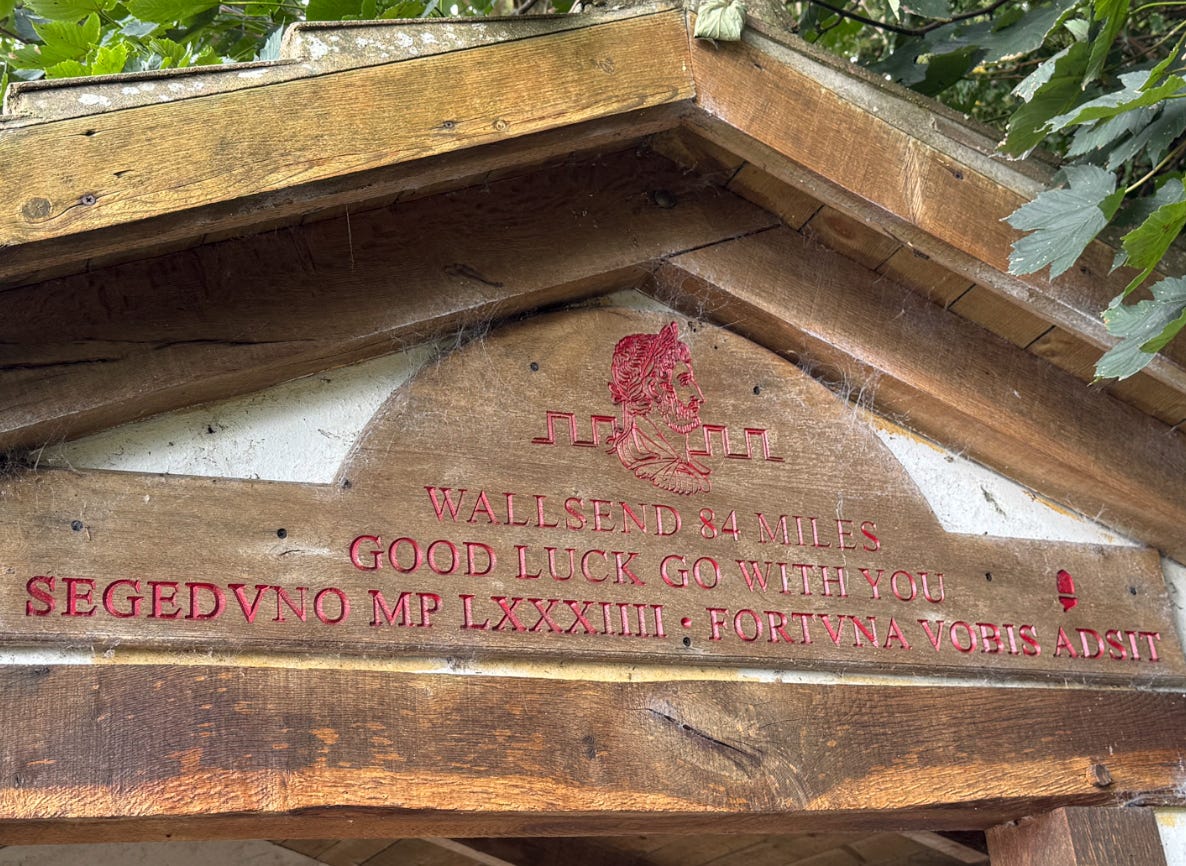 WALLSEND 84 MILES
GOOD LUCK GO WITH YOU
SEGEDVNO MP LXXXIIII • FORTVNA VOBIS ADSIT